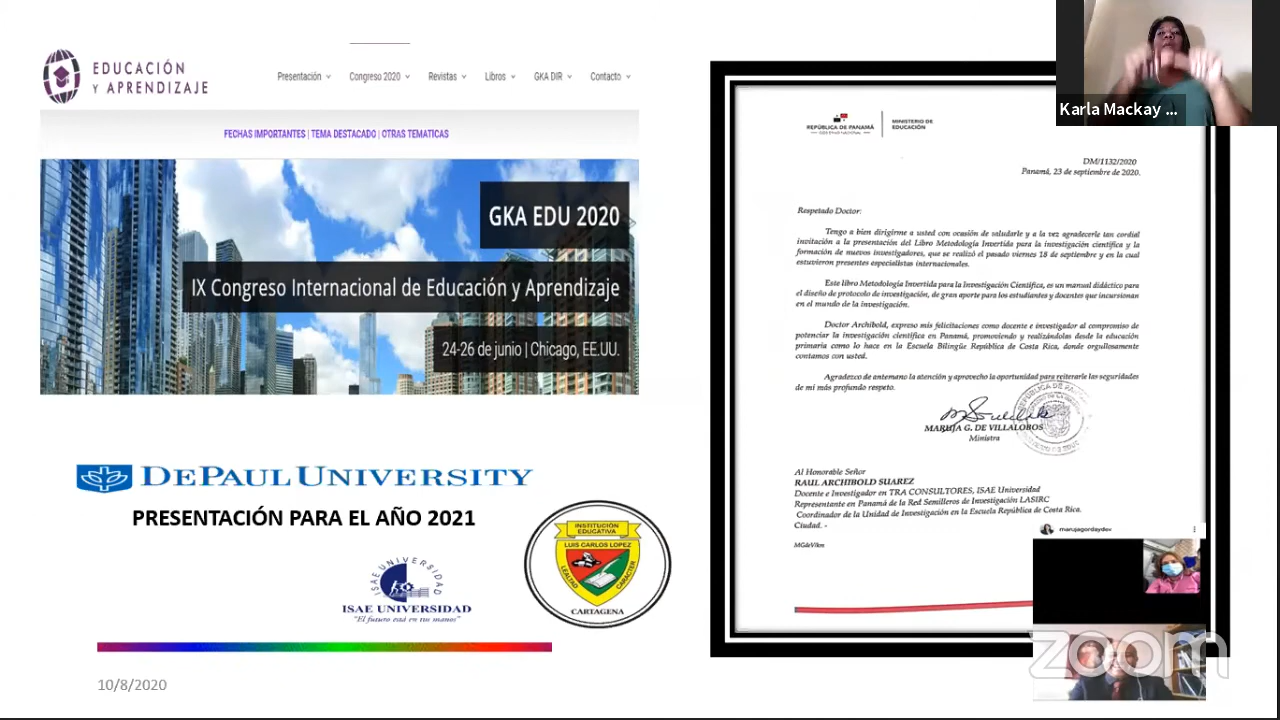 EDUCACIÓN
Y APRENDIZAJE
Presentación
Congreso 2020
Revistas
Libros
GKA DIR
Contacto
FECHAS IMPORTANTES | TEMA DESTACADO | OTRAS TEMATICAS
GKA EDU 2020
IX Congreso Internacional de Educación y Aprendizaje
24-26 de junio | Chicago, EE.UU.
DEPAUL UNIVERSITY
PRESENTACIÓN PARA EL AÑO 2021
ISAE UNIVERSIDAD
ISAE UNIVERSIDAD
"El futuro está en tus manos"
INSTITUCIÓN
EDUCATIVA
LUIS CARLOS LOPEZ
LEALTAD
CARÁCTER
CARTAGENA
10/8/2020
REPÚBLICA DE PANAMÁ
— GOBIERNO NACIONAL —
MINISTERIO DE
EDUCACIÓN
DM/1132/2020
Panamá, 23 de septiembre de 2020.
Respetado Doctor:
Tengo a bien dirigirme a usted con ocasión de saludarle y a la vez agradecerle tan cordial
invitación a la presentación del Libro Metodología Invertida para la investigación científica y la
formación de nuevos investigadores, que se realizó el pasado viernes 18 de septiembre y en la cual
estuvieron presentes especialistas internacionales.
Este libro Metodología Invertida para la Investigación Científica, es un manual didáctico para
el diseño de protocolo de investigación, de gran aporte para los estudiantes y docentes que incursionan
en el mundo de la investigación.
Doctor Archibold, expreso mis felicitaciones como docente e investigador al compromiso de
potenciar la investigación científica en Panamá, promoviendo y realizándolas desde la educación
primaria como lo hace en la Escuela Bilingüe República de Costa Rica, donde orgullosamente
contamos con usted.
Agradezco de antemano la atención y aprovecho la oportunidad para reiterarle las seguridades
de mi más profundo respeto.
MARUJA G. DE VILLALOBOS
Ministra
Al Honorable Señor
RAUL ARCHIBOLD SUAREZ
Docente e Investigador en TRA CONSULTORES, ISAE Universidad
Representante en Panamá de la Red Semilleros de Investigación LASIRC
Coordinador de la Unidad de Investigación en la Escuela República de Costa Rica.
Ciudad. -
MGdeV/km
marujagordaydev
Karla Mackay ...
zoom